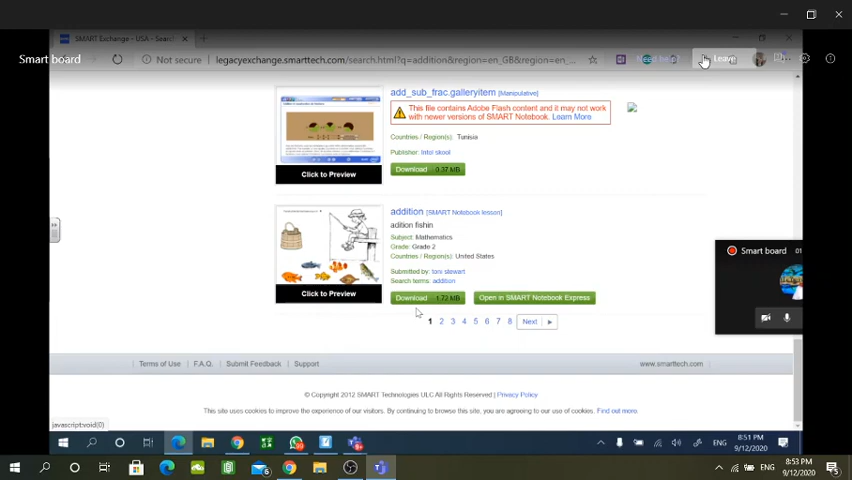 SMART Exchange - USA - Search
Smart board
Not secure
legacyexchange.smarttech.com/search.html?q=addition&region=en_GB&region=en_...
Leave
add_sub_frac.galleryitem [Manipulative]
This file contains Adobe Flash content and it may not work
with newer versions of SMART Notebook. Learn More
Countries / Region(s): Tunisia
Publisher: Intel skool
Click to Preview
Download 0.37 MB
addition [SMART Notebook lesson]
adition fishin
Subject: Mathematics
Grade: Grade 2
Countries / Region(s): United States
Submitted by: toni stewart
Search terms: addition
Click to Preview
Download 1.72 MB
Open in SMART Notebook Express
1 2 3 4 5 6 7 8 Next
Smart board
Terms of Use F.A.Q. Submit Feedback Support
www.smarttech.com
© Copyright 2012 SMART Technologies ULC All Rights Reserved | Privacy Policy
This site uses cookies to improve the experience of our visitors. By continuing to browse this site, you are agreeing to our use of cookies. Find out more.
javascript:void(0)
ENG
8:51 PM
9/12/2020
ENG
8:53 PM
9/12/2020